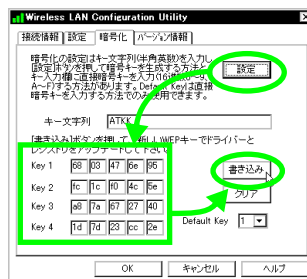 Wireless LAN Configuration Utility
接続情報 設定 暗号化 バージョン情報
暗号化の設定はキー文字列(半角英数)を入力し
[設定]ボタンを押して暗号キーを生成する方法と
キー入力欄に直接暗号キーを入力(16進数0~9、
A~F)する方法があります。Default Keyは直接
暗号キーを入力する方法でのみ使用できます。
設定
キー文字列 ATKK
[書き込み]ボタンを押して 新しいWEPキーでドライバーと
レジストリをアップデートして下さい
Key 1 68 03 47 6e 95
Key 2 fc 1c f0 4c 5e
Key 3 a8 7a 67 27 40
Key 4 1d 7d 23 cc 2e
書き込み
クリア
Default Key 1
OK キャンセル ヘルプ